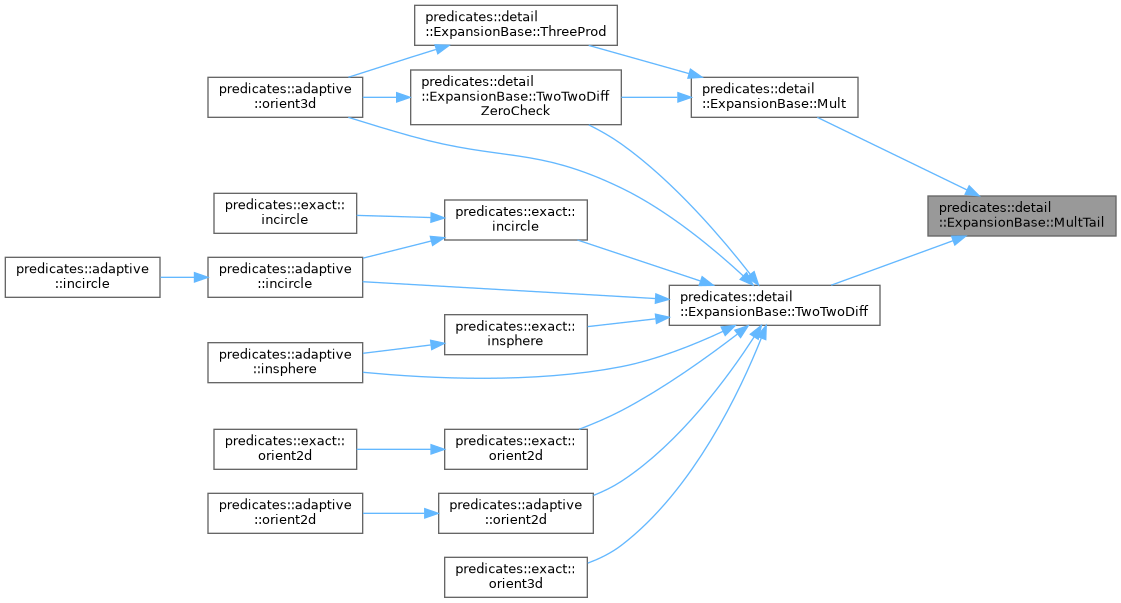 predicates::detail
::ExpansionBase::ThreeProd
predicates::adaptive
::orient3d
predicates::detail
::ExpansionBase::TwoTwoDiff
ZeroCheck
predicates::detail
::ExpansionBase::Mult
predicates::detail
::ExpansionBase::MultTail
predicates::exact::
incircle
predicates::exact::
incircle
predicates::adaptive
::incircle
predicates::adaptive
::incircle
predicates::detail
::ExpansionBase::TwoTwoDiff
predicates::exact::
insphere
predicates::adaptive
::insphere
predicates::exact::
orient2d
predicates::exact::
orient2d
predicates::adaptive
::orient2d
predicates::adaptive
::orient2d
predicates::exact::
orient3d